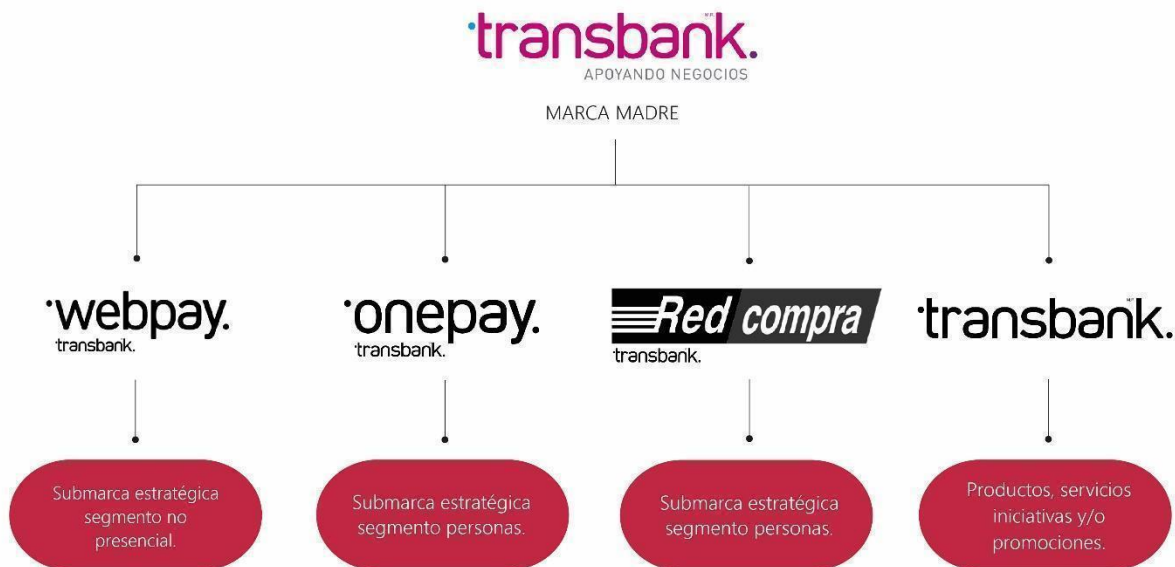 transbank.
APOYANDO NEGOCIOS
MARCA MADRE
webpay.
transbank.
onepay.
transbank.
Red compra
transbank.
transbank.
Submarca estratégica
segmento no
presencial.
Submarca estratégica
segmento personas.
Submarca estratégica
segmento personas.
Productos, servicios
iniciativas y/o
promociones.